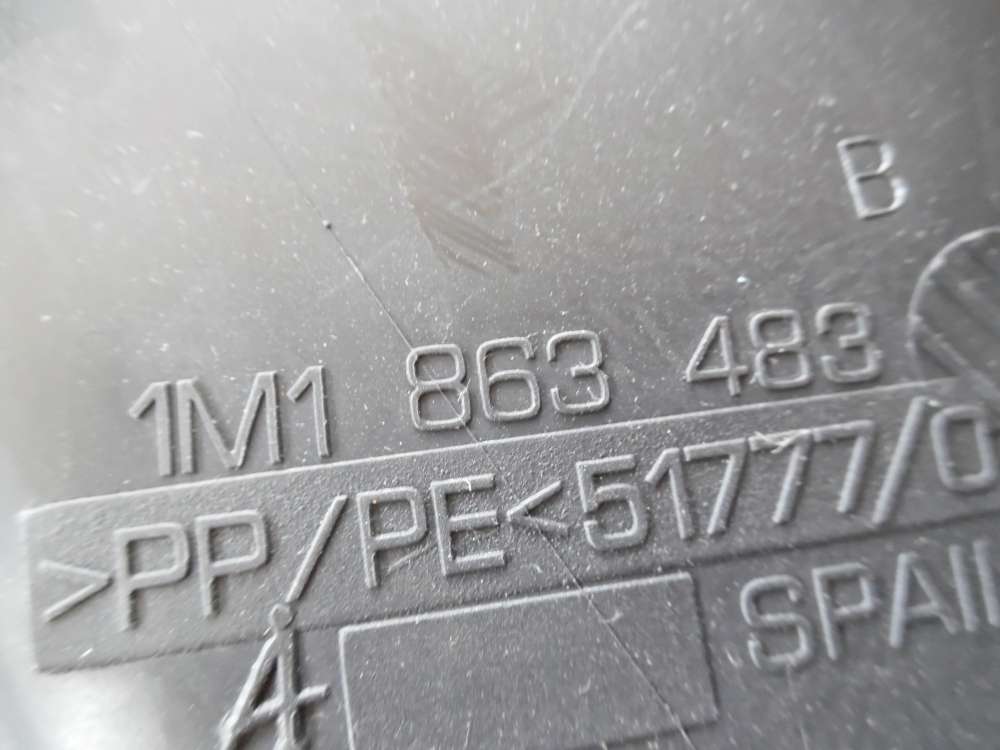 B
1M1 863 483
>PP/PE< 51777/0
SPAI